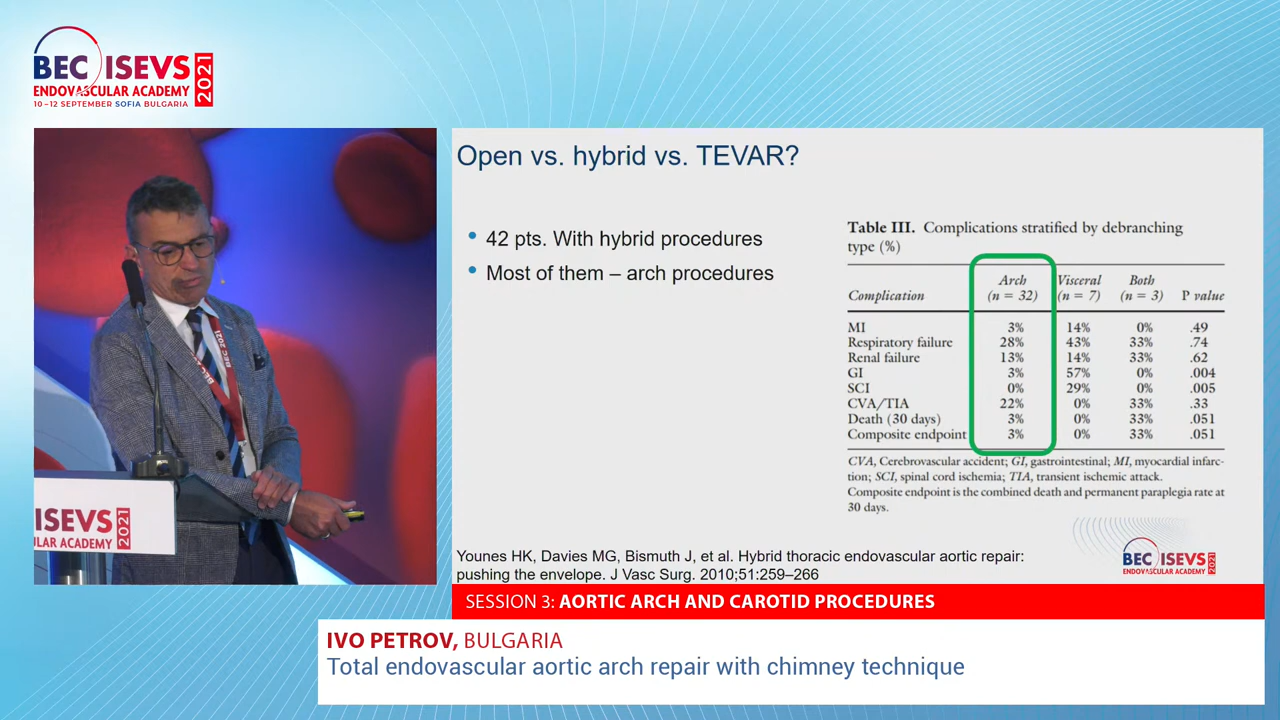 BEC ISEVS
ENDOVASCULAR ACADEMY
10-12 SEPTEMBER SOFIA BULGARIA
2021
BEC 2021
BEC 2021
ISEVS
LAR ACADEMY
2021
Open vs. hybrid vs. TEVAR?
• 42 pts. With hybrid procedures
• Most of them – arch procedures
Table III. Complications stratified by debranching
type (%)
Arch Visceral Both
Complication (n = 32) (n = 7) (n = 3) P value
MI 3% 14% 0% .49
Respiratory failure 28% 43% 33% .74
Renal failure 13% 14% 33% .62
GI 3% 57% 0% .004
SCI 0% 29% 0% .005
CVA/TIA 22% 0% 33% .33
Death (30 days) 3% 0% 33% .051
Composite endpoint 3% 0% 33% .051
CVA, Cerebrovascular accident; GI, gastrointestinal; MI, myocardial infarc-
tion; SCI, spinal cord ischemia; TIA, transient ischemic attack.
Composite endpoint is the combined death and permanent paraplegia rate at
30 days.
Younes HK, Davies MG, Bismuth J, et al. Hybrid thoracic endovascular aortic repair:
pushing the envelope. J Vasc Surg. 2010;51:259–266
BEC ISEVS
ENDOVASCULAR ACADEMY
2021
SESSION 3: AORTIC ARCH AND CAROTID PROCEDURES
IVO PETROV, BULGARIA
Total endovascular aortic arch repair with chimney technique